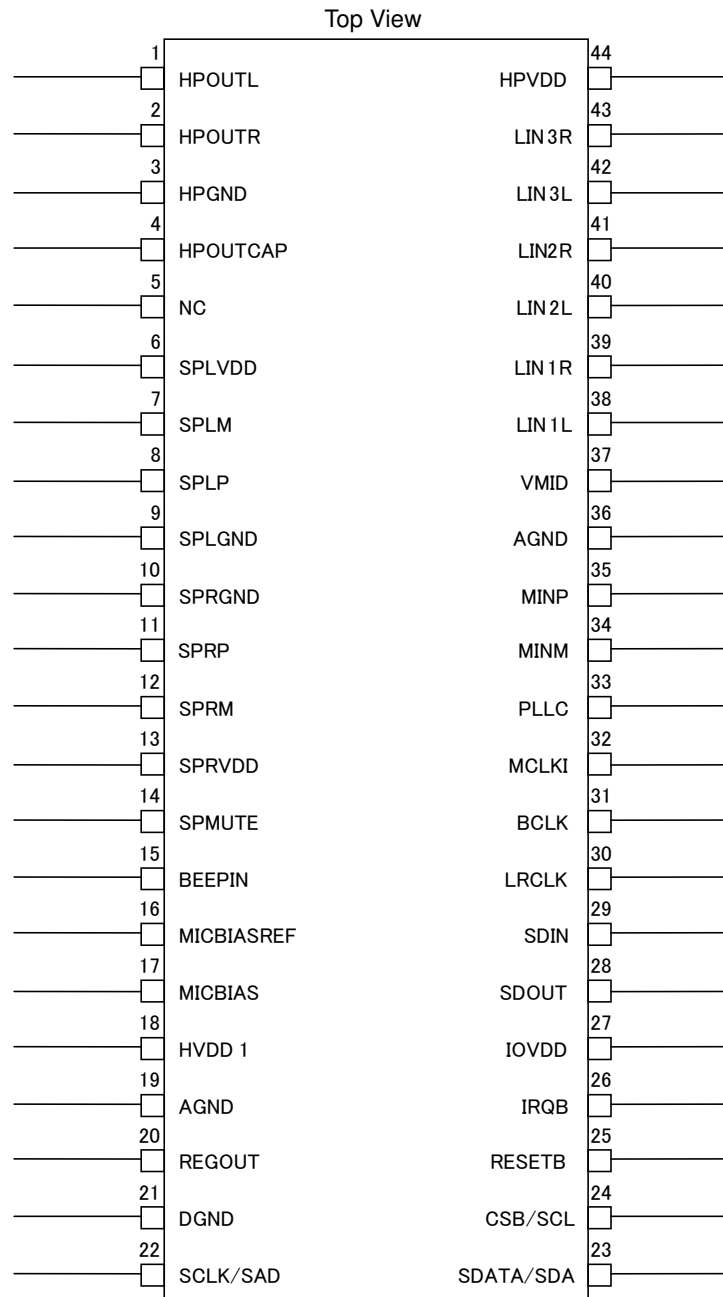 Top View
1 44
HPOUTL HPVDD
2 43
HPOUTR LIN3R
3 42
HPGND LIN3L
4 41
HPOUTCAP LIN2R
5 40
NC LIN2L
6 39
SPLVDD LIN1R
7 38
SPLM LIN1L
8 37
SPLP VMID
9 36
SPLGND AGND
10 35
SPRGND MINP
11 34
SPRP MINM
12 33
SPRM PLLC
13 32
SPRVDD MCLKI
14 31
SPMUTE BCLK
15 30
BEEPIN LRCLK
16 29
MICBIASREF SDIN
17 28
MICBIAS SDOUT
18 27
HVDD 1 IOVDD
19 26
AGND IRQB
20 25
REGOUT RESETB
21 24
DGND CSB/SCL
22 23
SCLK/SAD SDATA/SDA